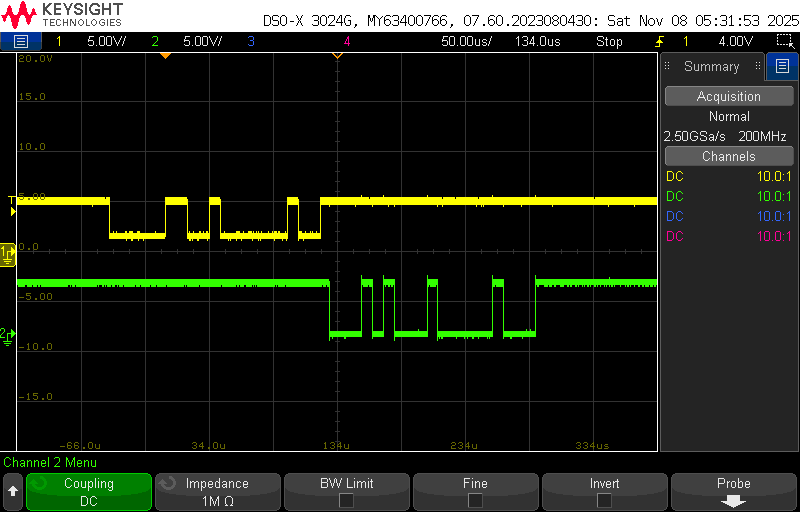 KEYSIGHT
TECHNOLOGIES
DSO-X 3024G, MY63400766, 07.60.2023080430: Sat Nov 08 05:31:53 2025
1 5.00V/ 2 5.00V/ 3 4 50.00us/ 134.0us Stop 1 4.00V
20.0V
15.0
10.0
5.00
0.0
-5.00
-10.0
-15.0
T
1
2
-66.0u 34.0u 134u 234u 334us
Summary
Acquisition
Normal
2.50GSa/s 200MHz
Channels
DC 10.0:1
DC 10.0:1
DC 10.0:1
DC 10.0:1
Channel 2 Menu
Coupling
DC
Impedance
1M Ω
BW Limit
Fine
Invert
Probe